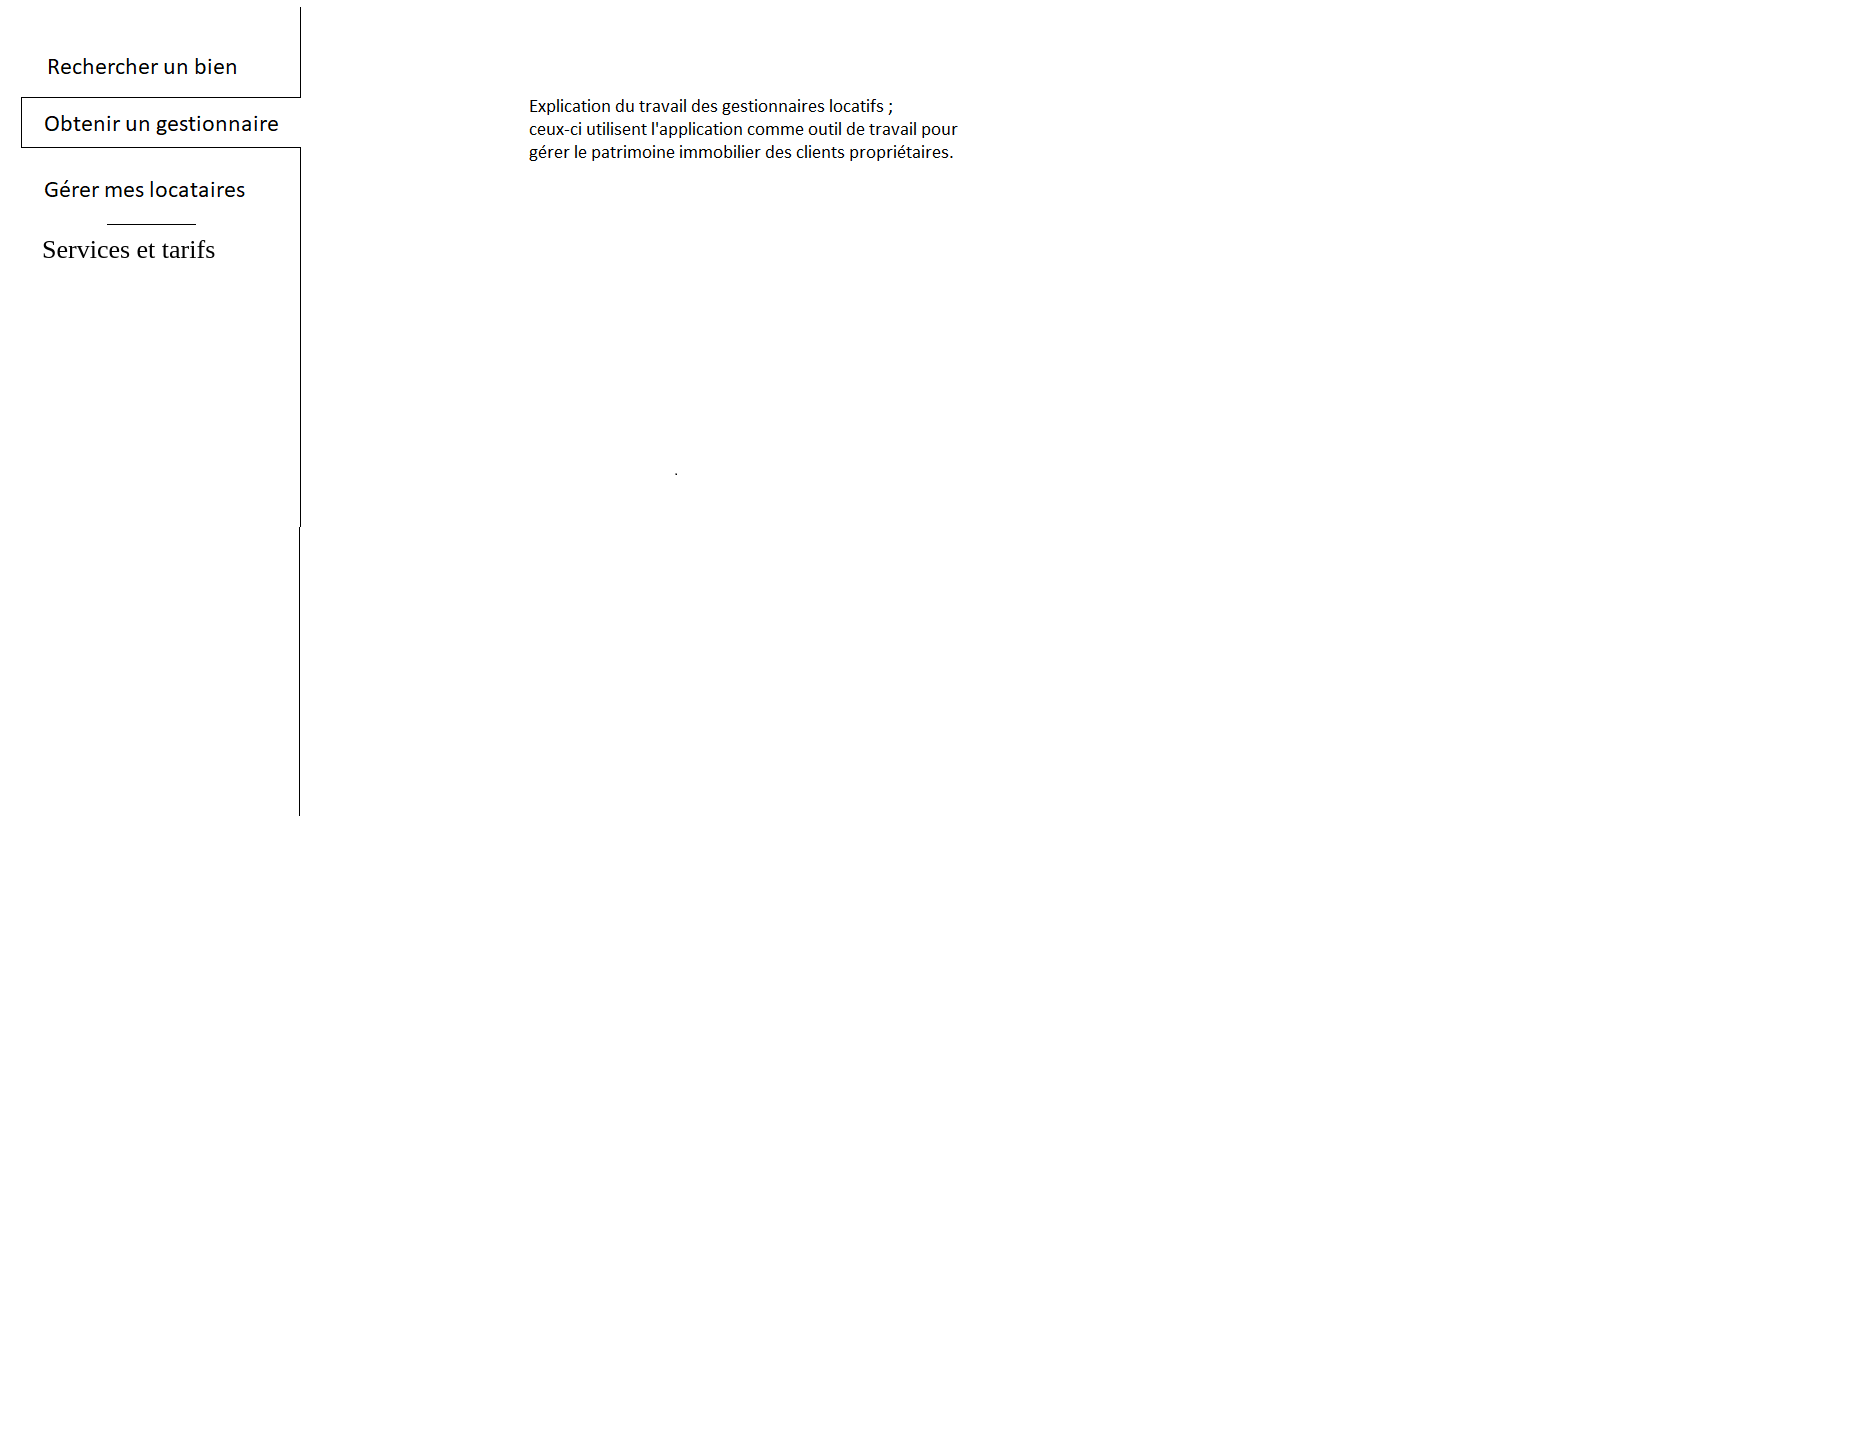 Rechercher un bien
Obtenir un gestionnaire
Gérer mes locataires
Services et tarifs
Explication du travail des gestionnaires locatifs ;
ceux-ci utilisent l'application comme outil de travail pour
gérer le patrimoine immobilier des clients propriétaires.
.